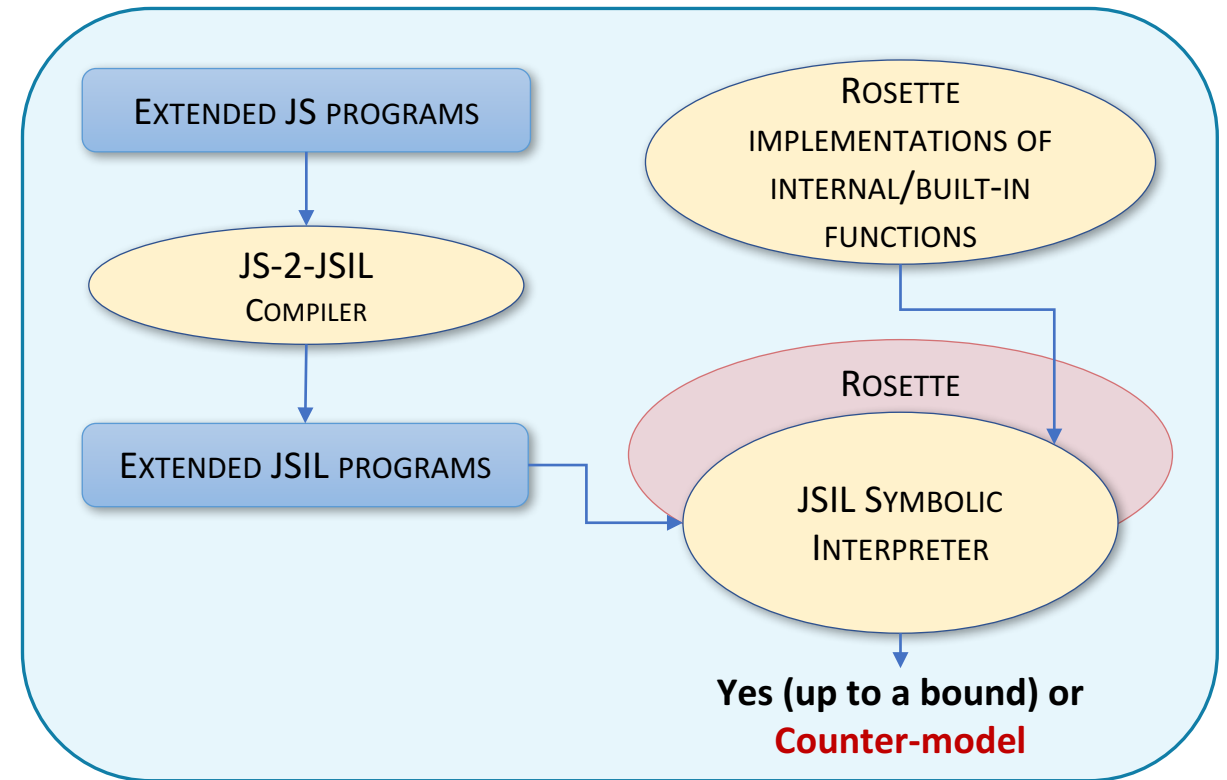 EXTENDED JS PROGRAMS
JS-2-JSIL
COMPILER
EXTENDED JSIL PROGRAMS
ROSETTE
IMPLEMENTATIONS OF
INTERNAL/BUILT-IN
FUNCTIONS
ROSETTE
JSIL SYMBOLIC
INTERPRETER
Yes (up to a bound) or
Counter-model